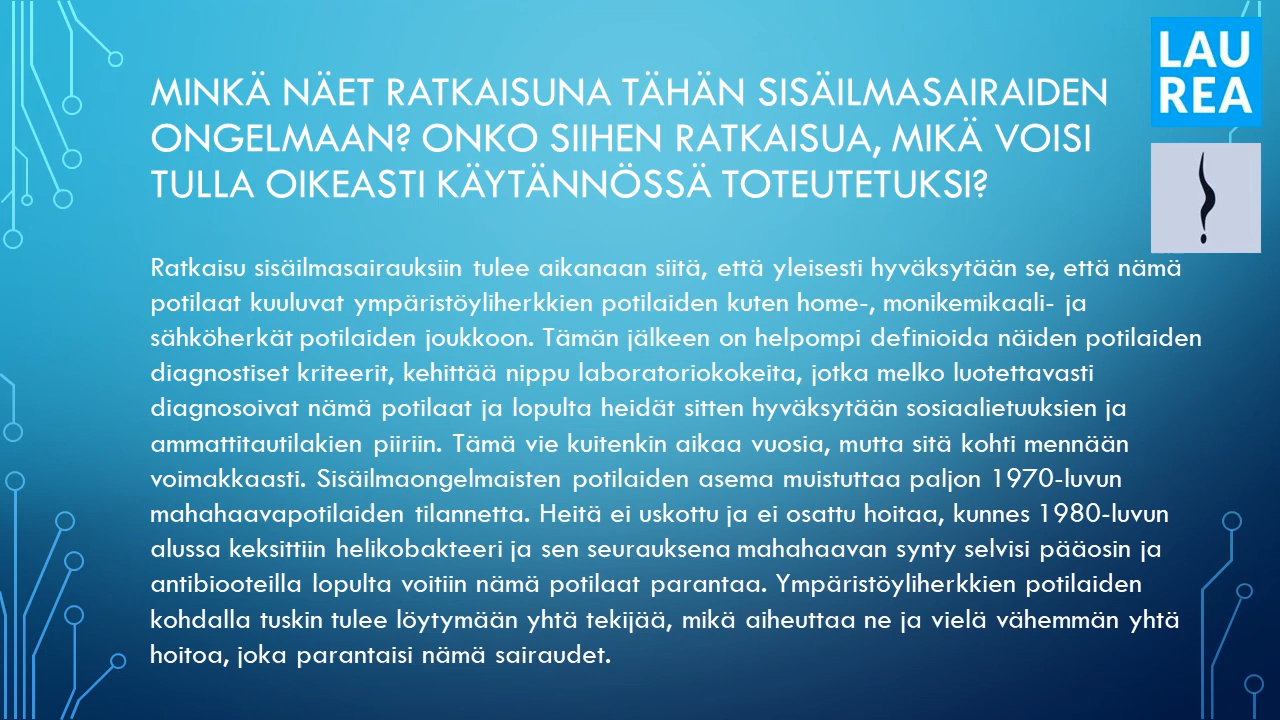 MINKÄ NÄET RATKAISUNA TÄHÄN SISÄILMASAIRAIDEN
ONGELMAAN? ONKO SIIHEN RATKAISUA, MIKÄ VOISI
TULLA OIKEASTI KÄYTÄNNÖSSÄ TOTEUTETUKSI?
LAU
REA
Ratkaisu sisäilmasairauksiin tulee aikanaan siitä, että yleisesti hyväksytään se, että nämä
potilaat kuuluvat ympäristöyliherkkien potilaiden kuten home-, monikemikaali- ja
sähköherkät potilaiden joukkoon. Tämän jälkeen on helpompi definioida näiden potilaiden
diagnostiset kriteerit, kehittää nippu laboratoriokokeita, jotka melko luotettavasti
diagnosoivat nämä potilaat ja lopulta heidät sitten hyväksytään sosiaalietuuksien ja
ammattitautilakien piiriin. Tämä vie kuitenkin aikaa vuosia, mutta sitä kohti mennään
voimakkaasti. Sisäilmaongelmaisten potilaiden asema muistuttaa paljon 1970-luvun
mahahaavapotilaiden tilannetta. Heitä ei uskottu ja ei osattu hoitaa, kunnes 1980-luvun
alussa keksittiin helikobakteeri ja sen seurauksena mahahaavan synty selvisi pääosin ja
antibiooteilla lopulta voitiin nämä potilaat parantaa. Ympäristöyliherkkien potilaiden
kohdalla tuskin tulee löytymään yhtä tekijää, mikä aiheuttaa ne ja vielä vähemmän yhtä
hoitoa, joka parantaisi nämä sairaudet.